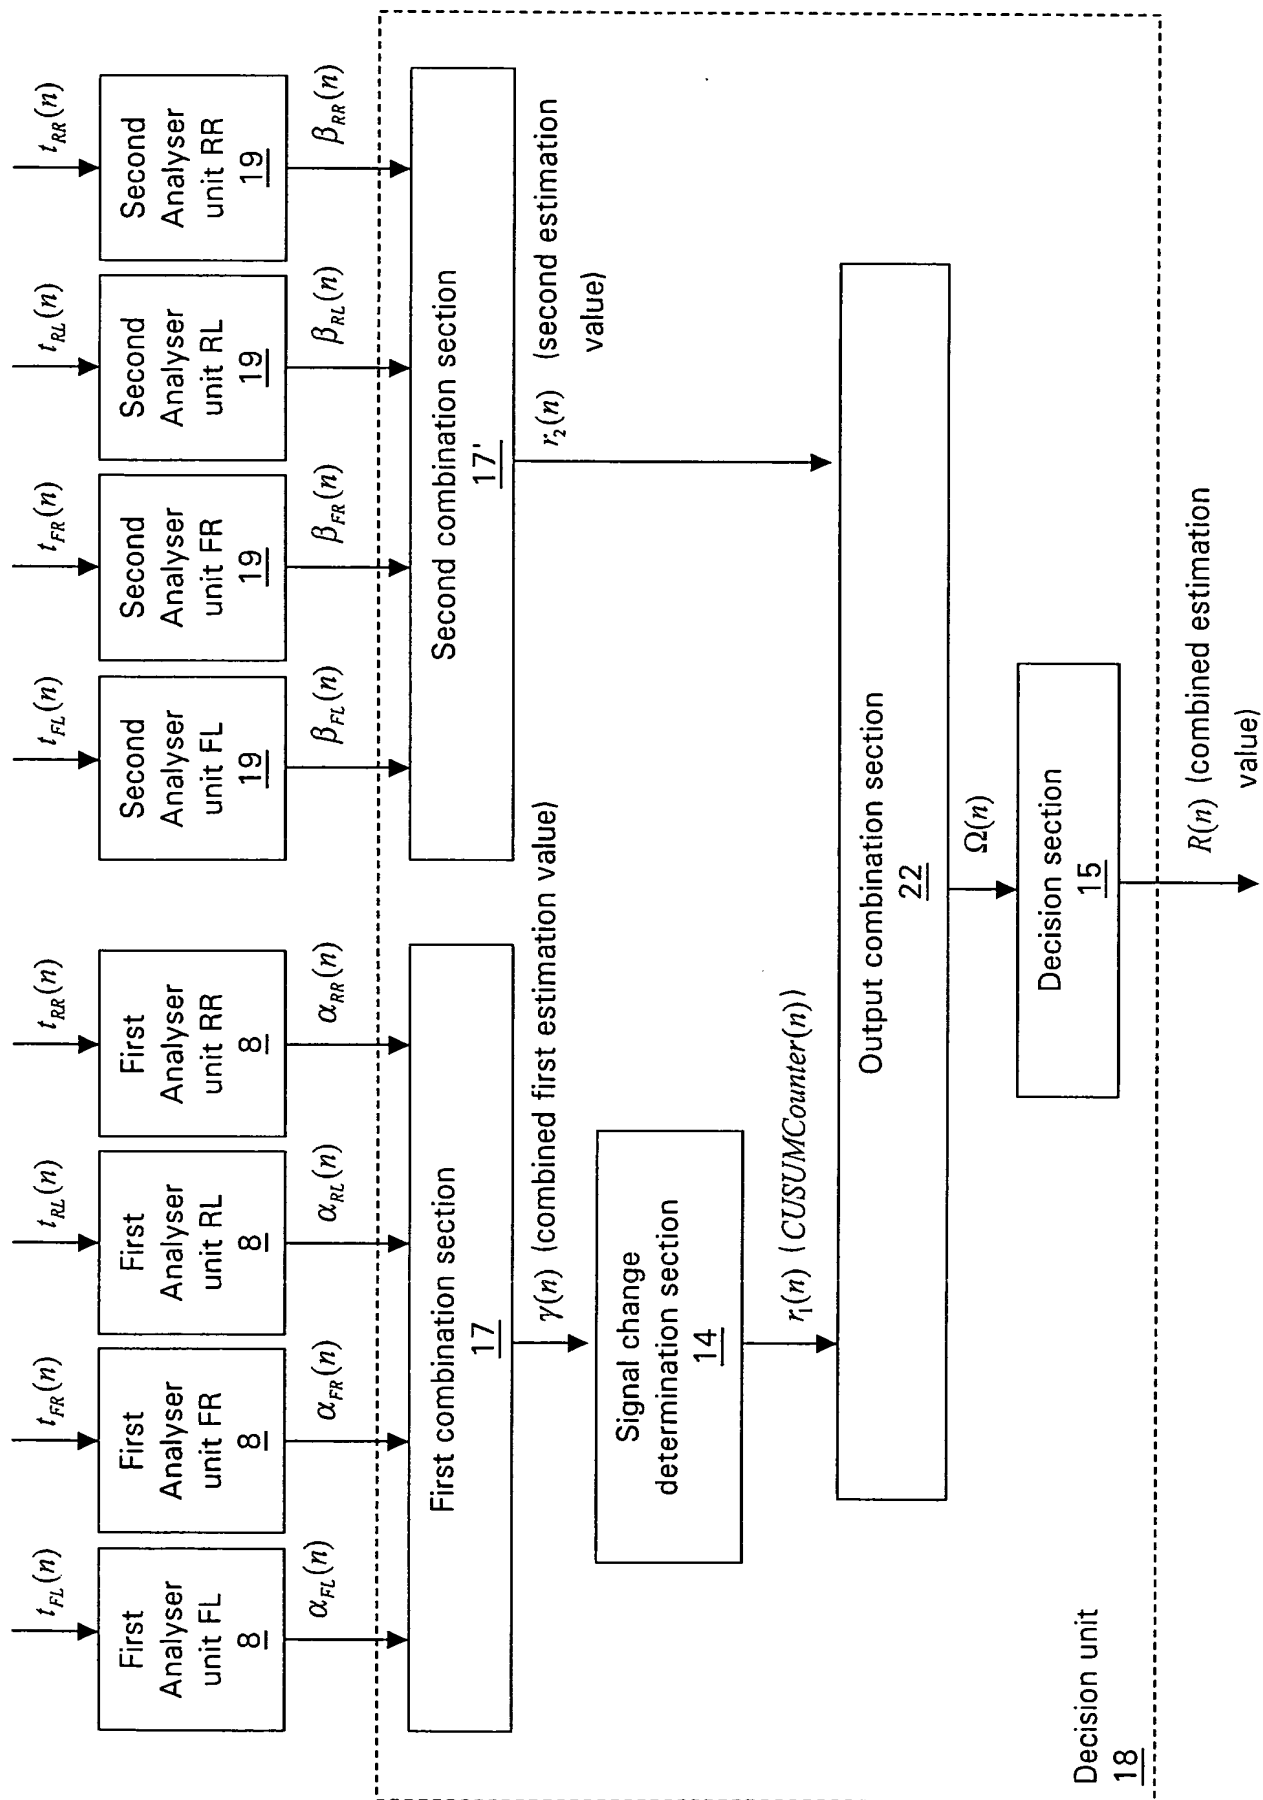 t_FL(n)
t_FR(n)
t_RL(n)
t_RR(n)
t_FL(n)
t_FR(n)
t_RL(n)
t_RR(n)
First
Analyser
unit FL
8
First
Analyser
unit FR
8
First
Analyser
unit RL
8
First
Analyser
unit RR
8
Second
Analyser
unit FL
19
Second
Analyser
unit FR
19
Second
Analyser
unit RL
19
Second
Analyser
unit RR
19
α_FL(n)
α_FR(n)
α_RL(n)
α_RR(n)
β_FL(n)
β_FR(n)
β_RL(n)
β_RR(n)
First combination section
17
Second combination section
17'
γ(n) (combined first estimation value)
r_2(n) (second estimation
value)
Signal change
determination section
14
r_1(n) (CUSUMCounter(n))
Output combination section
22
Ω(n)
Decision section
15
Decision unit
18
R(n) (combined estimation
value)